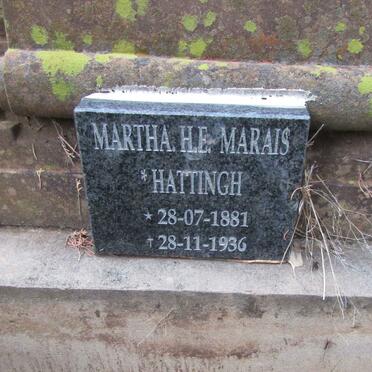 MARTHA. H.E. MARAIS
* HATTINGH
* 28-07-1881
† 28-11-1936